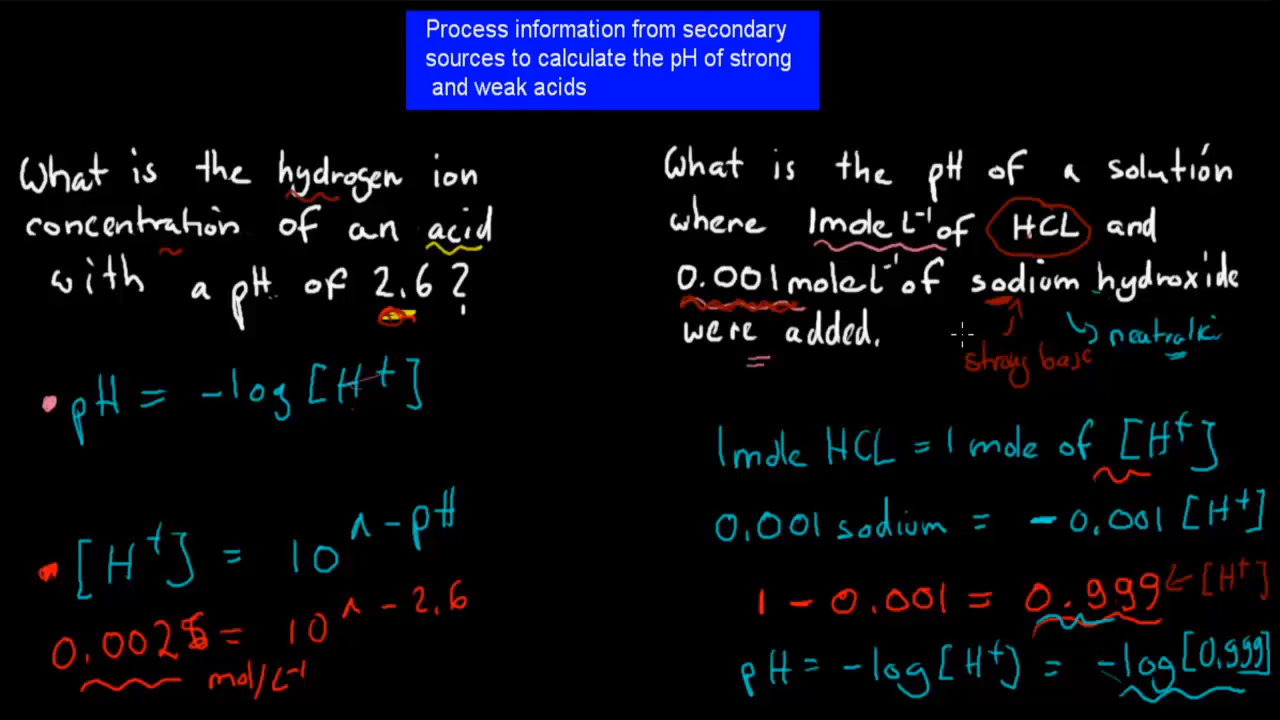 Process information from secondary
sources to calculate the pH of strong
and weak acids
What is the hydrogen ion
concentration of an acid
with a pH of 2.6?
pH = -log [H+]
[H+] = 10^-pH
= 10^-2.6
mol/L-1
What is the pH of a solution
where 1mole L-1 of HCL and
0.001 mole L-1 of sodium hydroxide
were added.
strong base
1 mole HCL = 1 mole of [H+]
0.001 sodium = -0.001 [H+]
1 - 0.001 = 0.999 ← [H+]
pH = -log [H+] = -log [0.999]